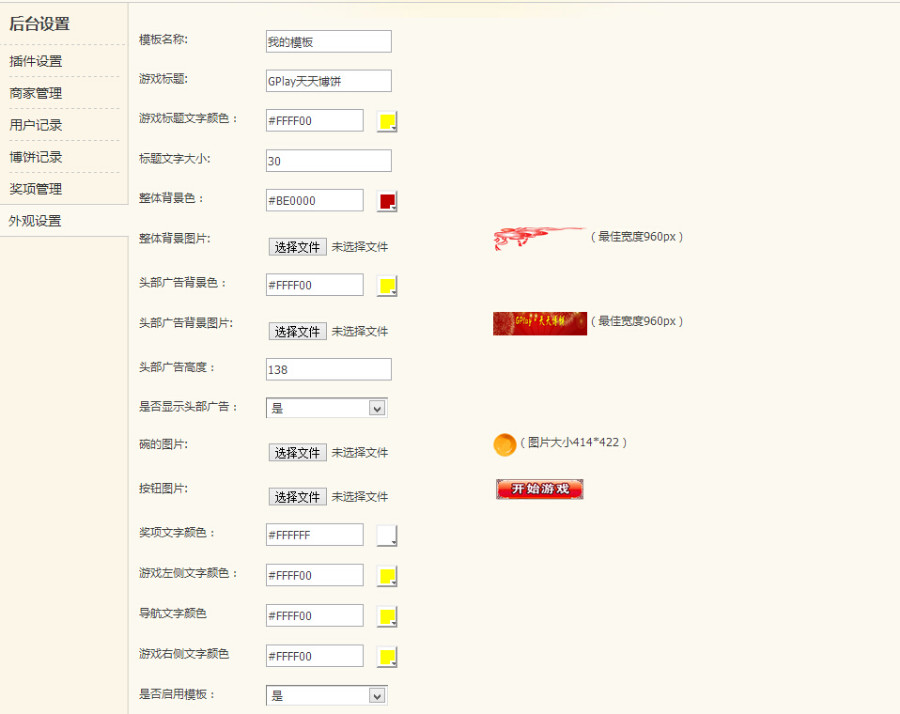 后台设置
插件设置
商家管理
用户记录
博饼记录
奖项管理
外观设置
模板名称:
我的模板
游戏标题:
GPlay天天博饼
游戏标题文字颜色：
#FFFF00
标题文字大小:
30
整体背景色：
#BE0000
整体背景图片:
选择文件 未选择文件
（最佳宽度960px）
头部广告背景色：
#FFFF00
头部广告背景图片:
选择文件 未选择文件
GPlay天天博饼
（最佳宽度960px）
头部广告高度：
138
是否显示头部广告：
是
碗的图片:
选择文件 未选择文件
（图片大小414*422）
按钮图片:
选择文件 未选择文件
开始游戏
奖项文字颜色：
#FFFFFF
游戏左侧文字颜色：
#FFFF00
导航文字颜色
#FFFF00
游戏右侧文字颜色
#FFFF00
是否启用模板：
是